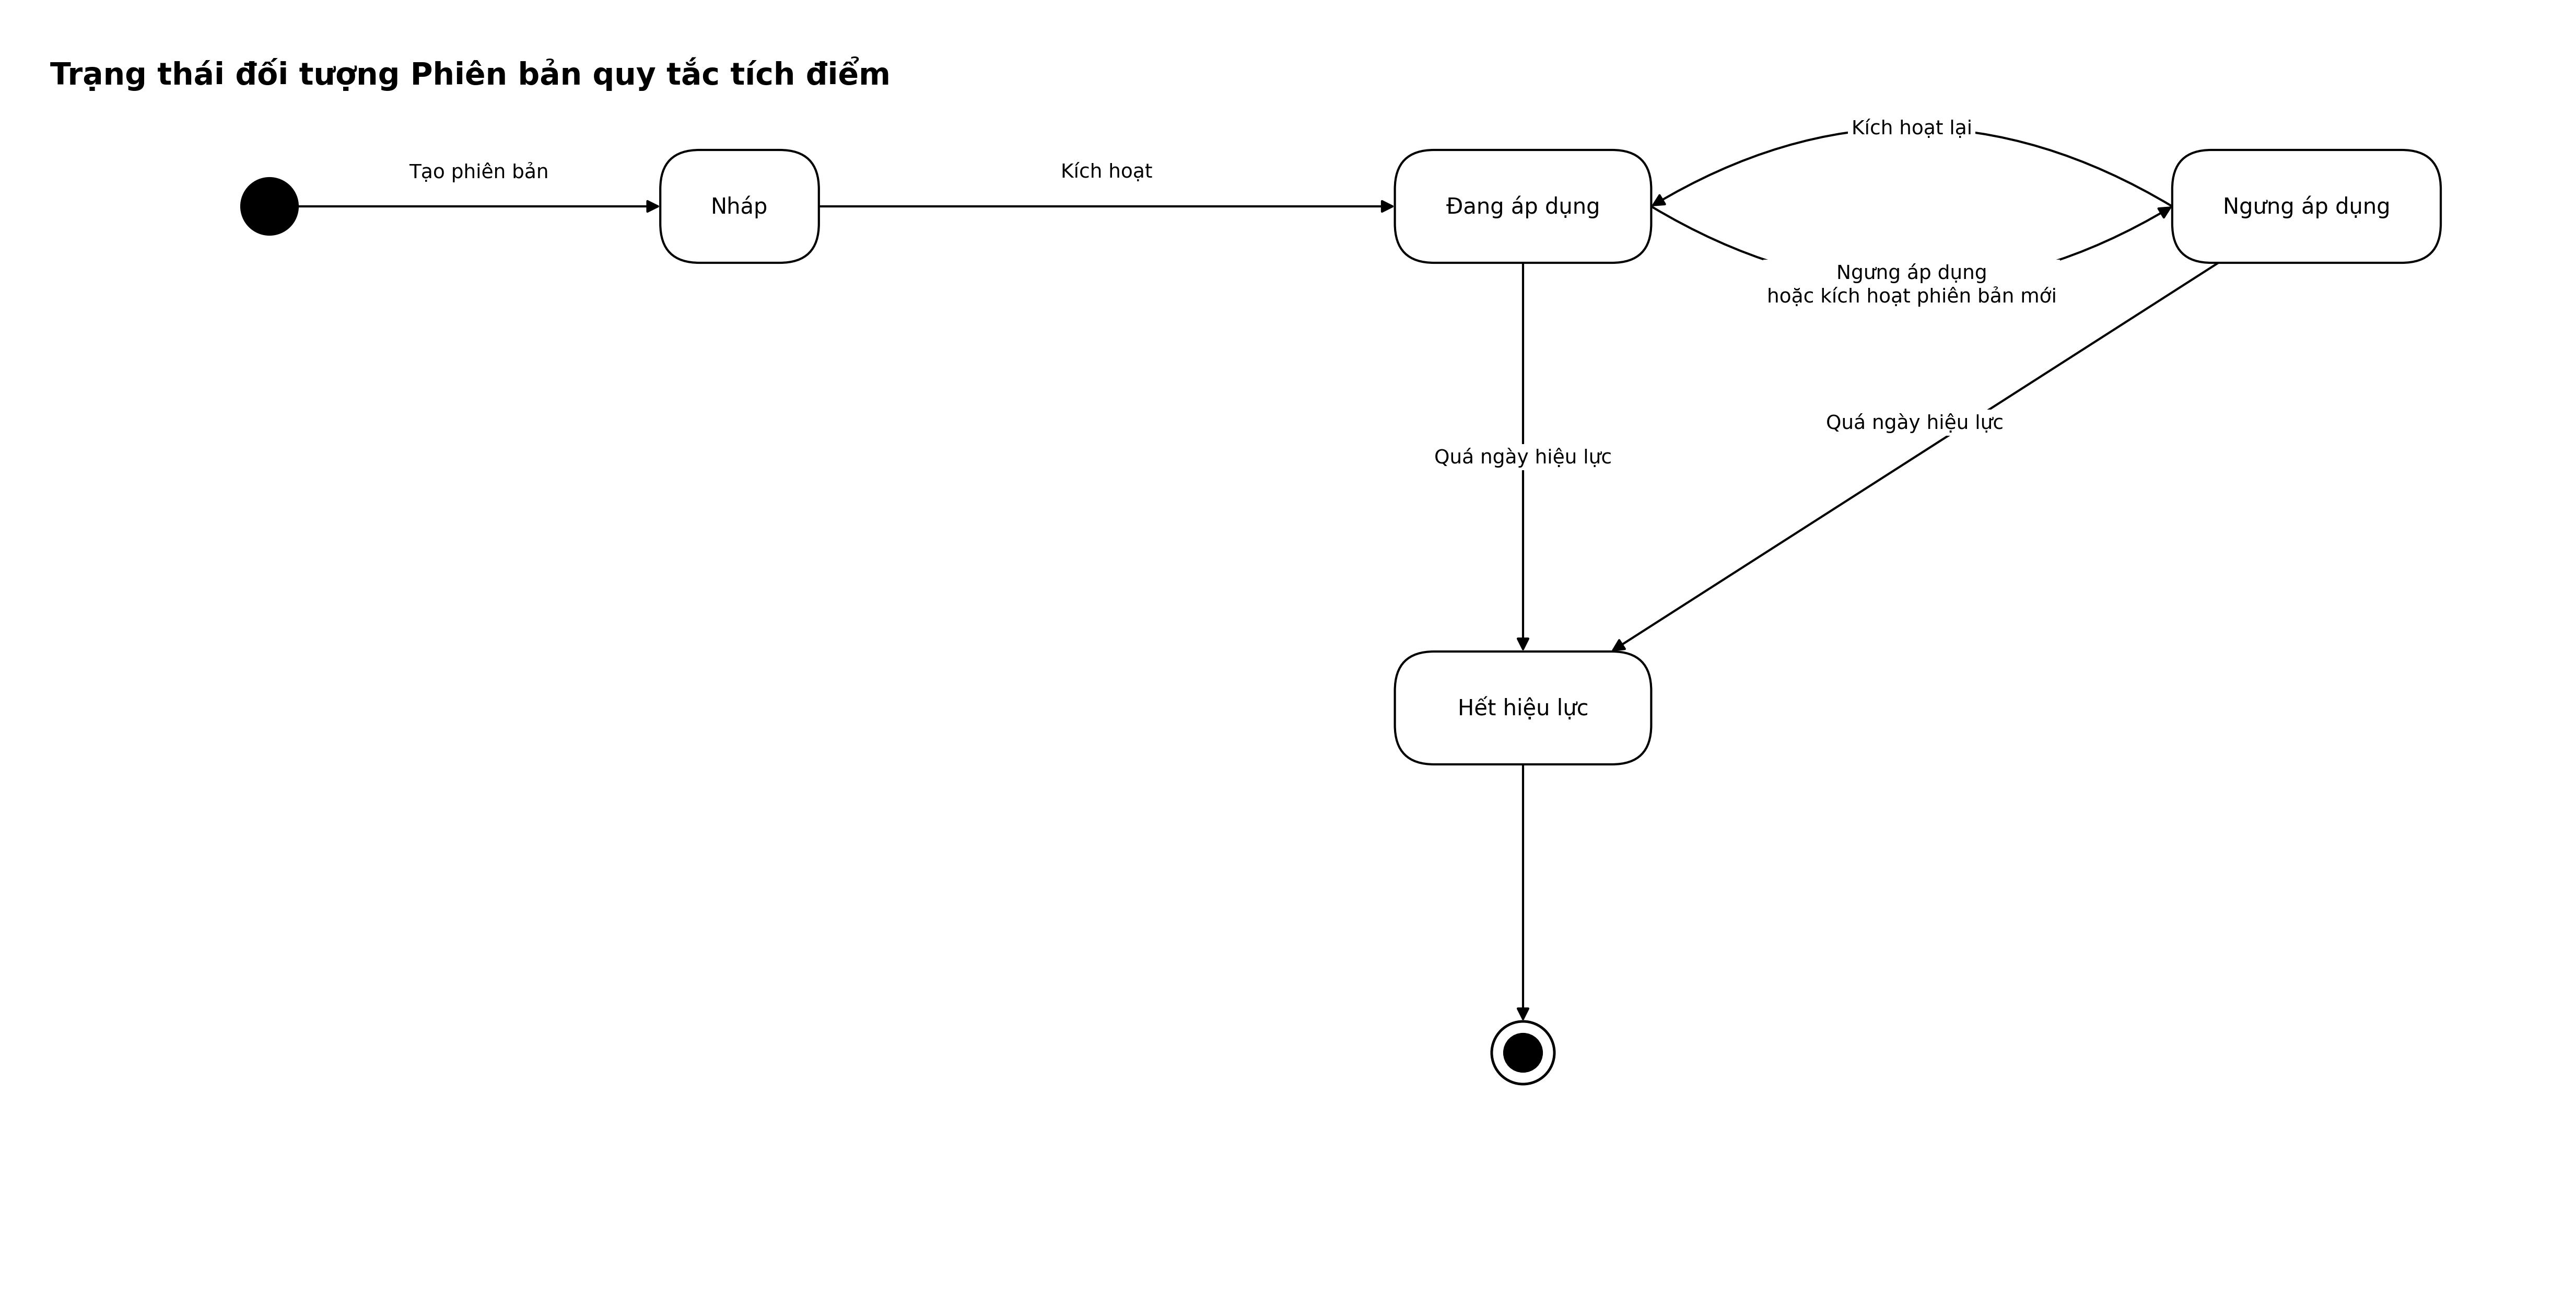 Trạng thái đối tượng Phiên bản quy tắc tích điểm
Kích hoạt lại
Tạo phiên bản
Kích hoạt
Nháp
Đang áp dụng
Ngưng áp dụng
Ngưng áp dụng
hoặc kích hoạt phiên bản mới
Quá ngày hiệu lực
Quá ngày hiệu lực
Hết hiệu lực